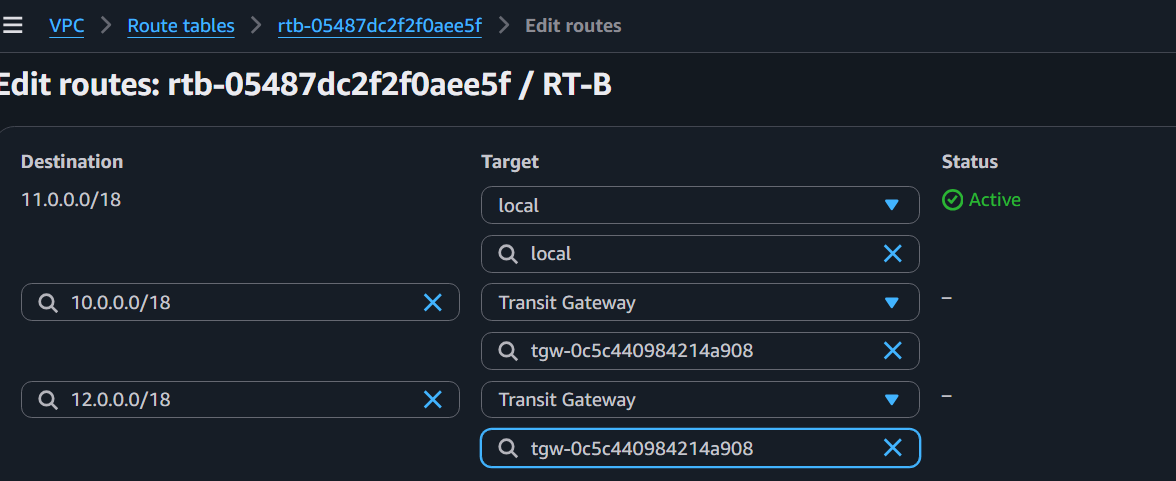 VPC > Route tables > rtb-05487dc2f2f0aee5f > Edit routes
Edit routes: rtb-05487dc2f2f0aee5f / RT-B
Destination Target Status
11.0.0.0/18 local Active
local
10.0.0.0/18 Transit Gateway –
tgw-0c5c440984214a908
12.0.0.0/18 Transit Gateway –
tgw-0c5c440984214a908